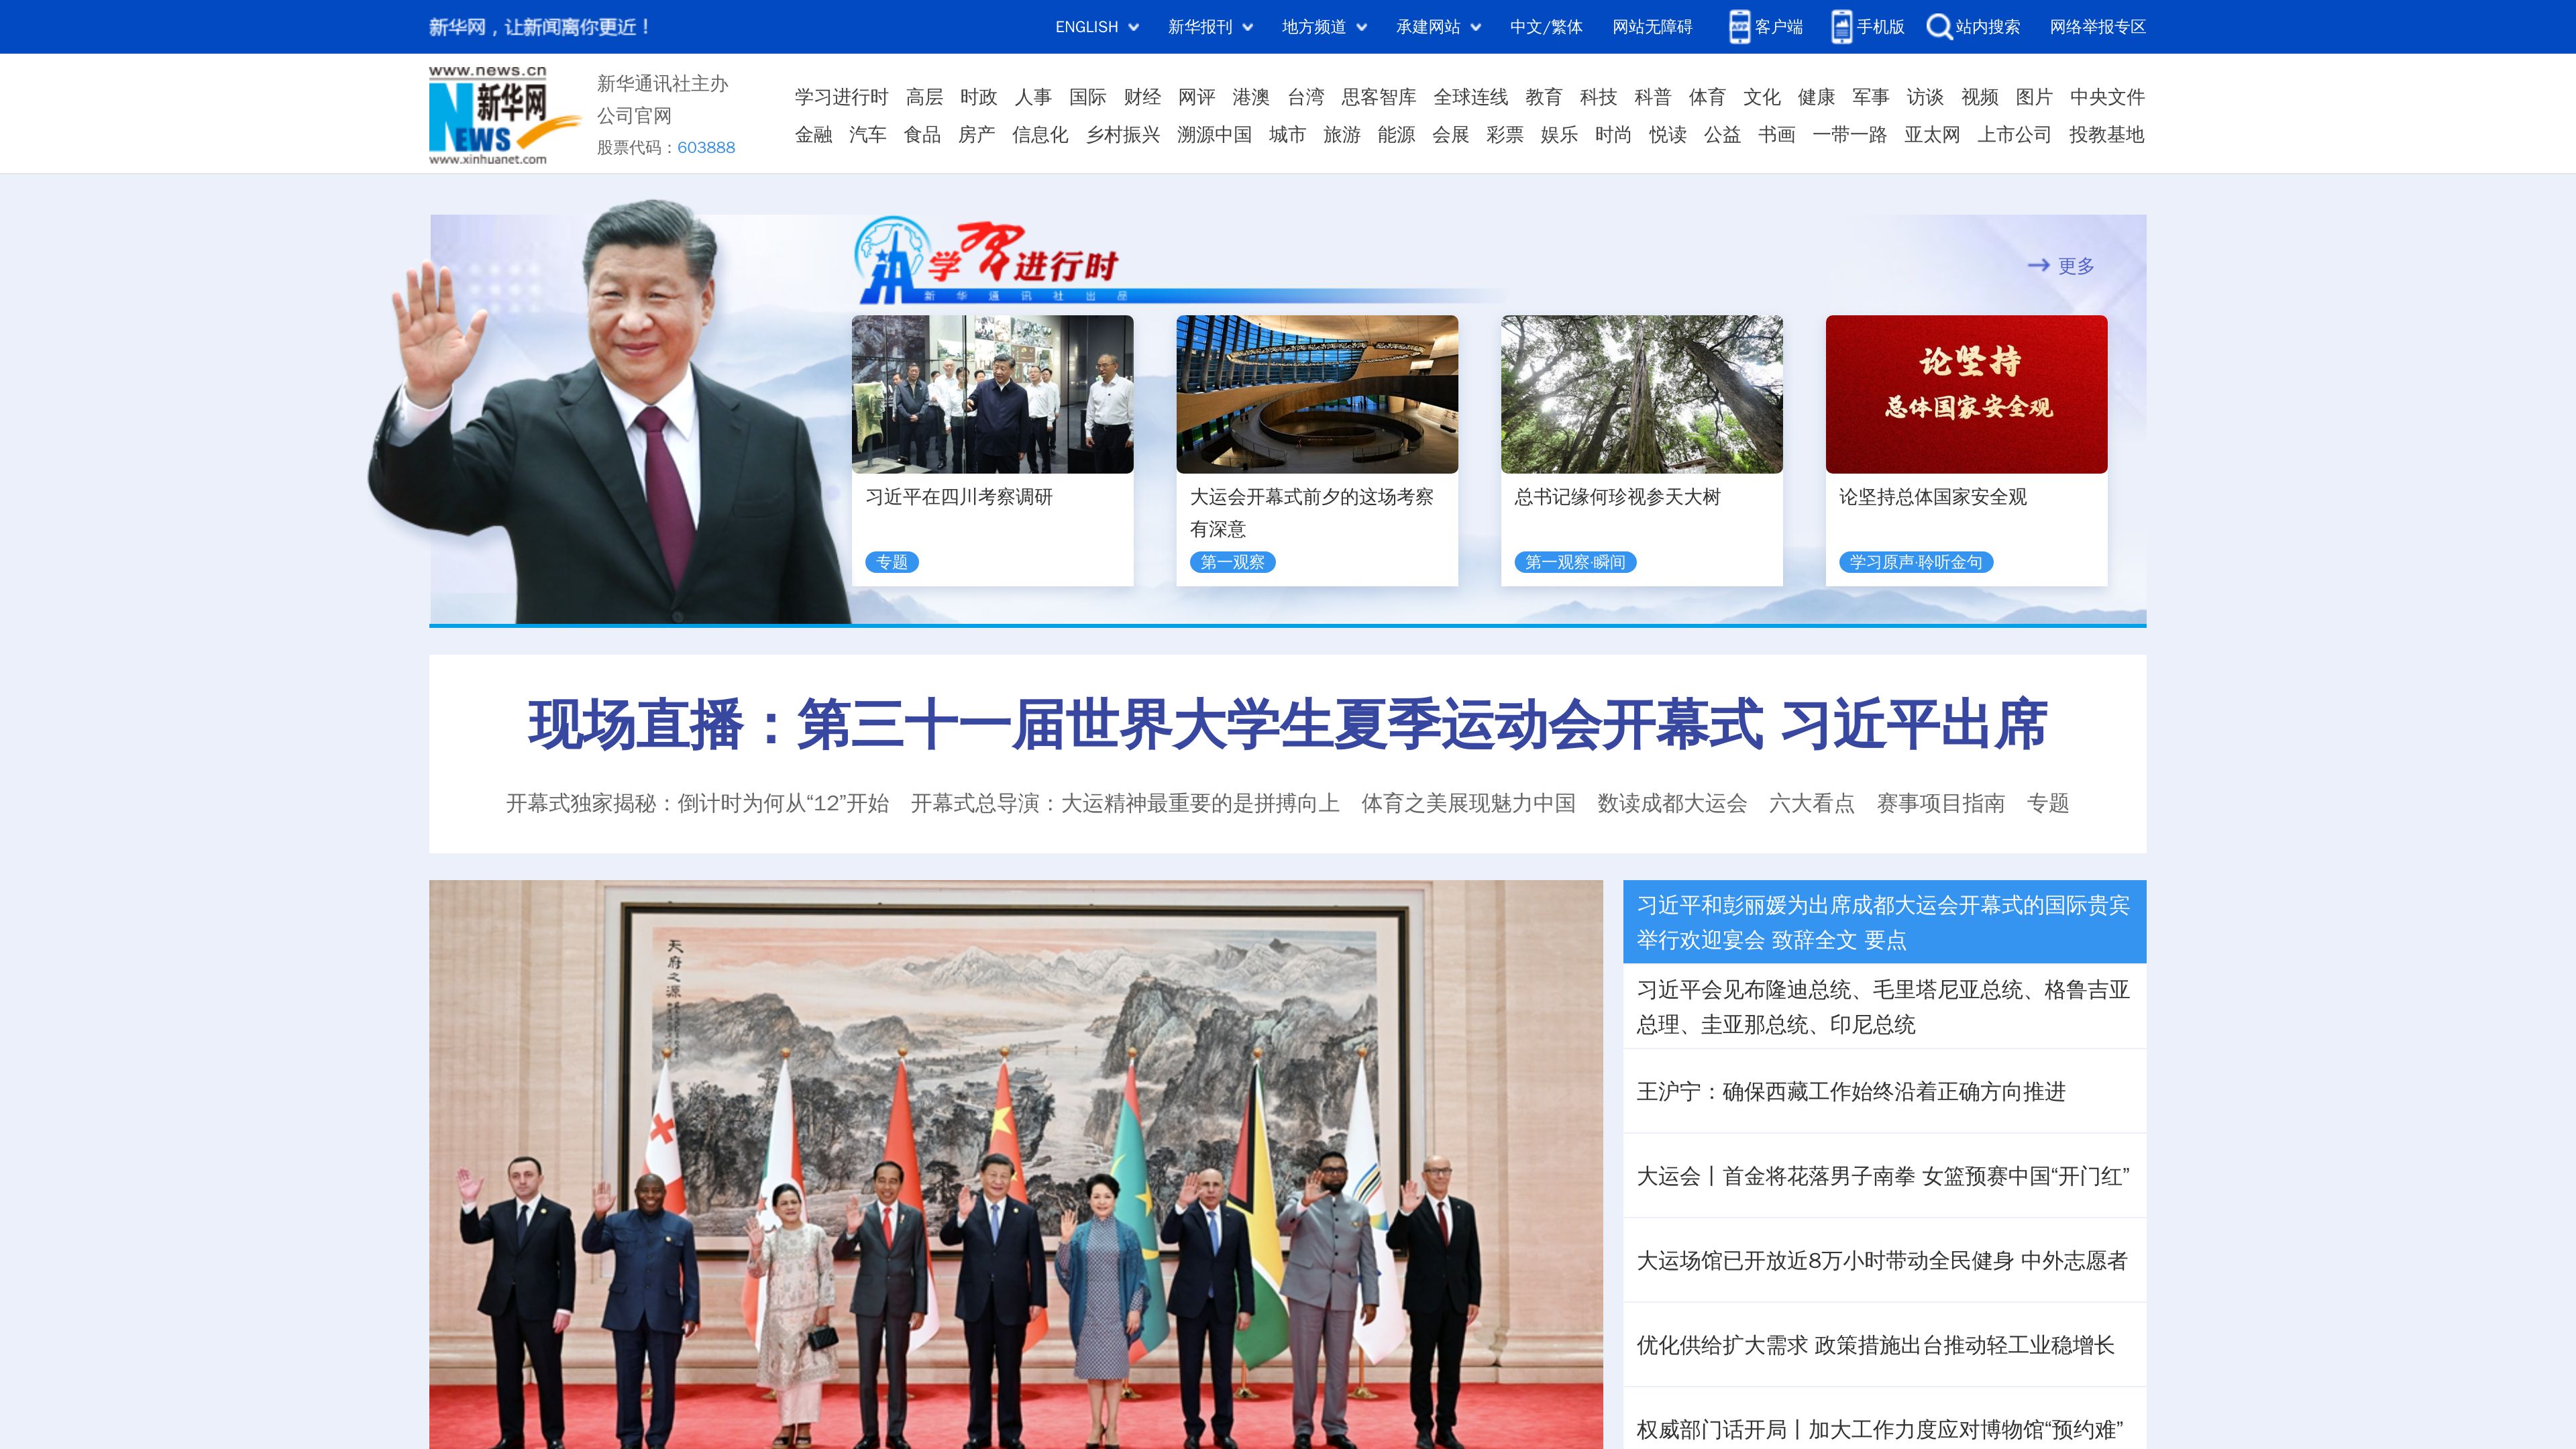 新华网，让新闻离你更近！
ENGLISH 新华报刊 地方频道 承建网站 中文/繁体 网站无障碍 APP 客户端 手机版 站内搜索 网络举报专区
www.news.cn
新华网
NEWS
www.xinhuanet.com
新华通讯社主办
公司官网
股票代码：603888
学习进行时 高层 时政 人事 国际 财经 网评 港澳 台湾 思客智库 全球连线 教育 科技 科普 体育 文化 健康 军事 访谈 视频 图片 中央文件
金融 汽车 食品 房产 信息化 乡村振兴 溯源中国 城市 旅游 能源 会展 彩票 娱乐 时尚 悦读 公益 书画 一带一路 亚太网 上市公司 投教基地
学习进行时
新华通讯社出品
更多
习近平在四川考察调研
专题
大运会开幕式前夕的这场考察
有深意
第一观察
总书记缘何珍视参天大树
第一观察·瞬间
论坚持
总体国家安全观
论坚持总体国家安全观
学习原声·聆听金句
现场直播：第三十一届世界大学生夏季运动会开幕式 习近平出席
开幕式独家揭秘：倒计时为何从“12”开始 开幕式总导演：大运精神最重要的是拼搏向上 体育之美展现魅力中国 数读成都大运会 六大看点 赛事项目指南 专题
天府之源
习近平和彭丽媛为出席成都大运会开幕式的国际贵宾
举行欢迎宴会 致辞全文 要点
习近平会见布隆迪总统、毛里塔尼亚总统、格鲁吉亚
总理、圭亚那总统、印尼总统
王沪宁：确保西藏工作始终沿着正确方向推进
大运会丨首金将花落男子南拳 女篮预赛中国“开门红”
大运场馆已开放近8万小时带动全民健身 中外志愿者
优化供给扩大需求 政策措施出台推动轻工业稳增长
权威部门话开局丨加大工作力度应对博物馆“预约难”